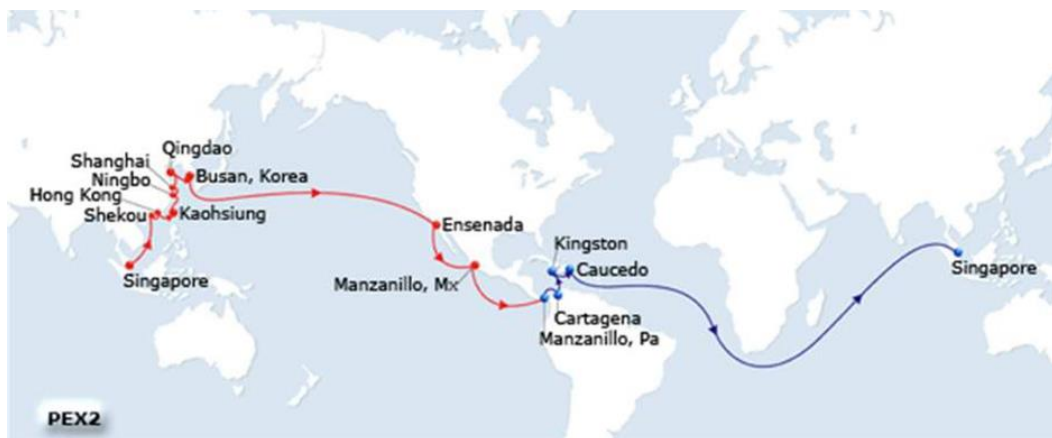 Qingdao
Shanghai
Ningbo
Busan, Korea
Hong Kong
Shekou
Kaohsiung
Singapore
Ensenada
Manzanillo, Mx
Kingston
Caucedo
Cartagena
Manzanillo, Pa
Singapore
PEX2